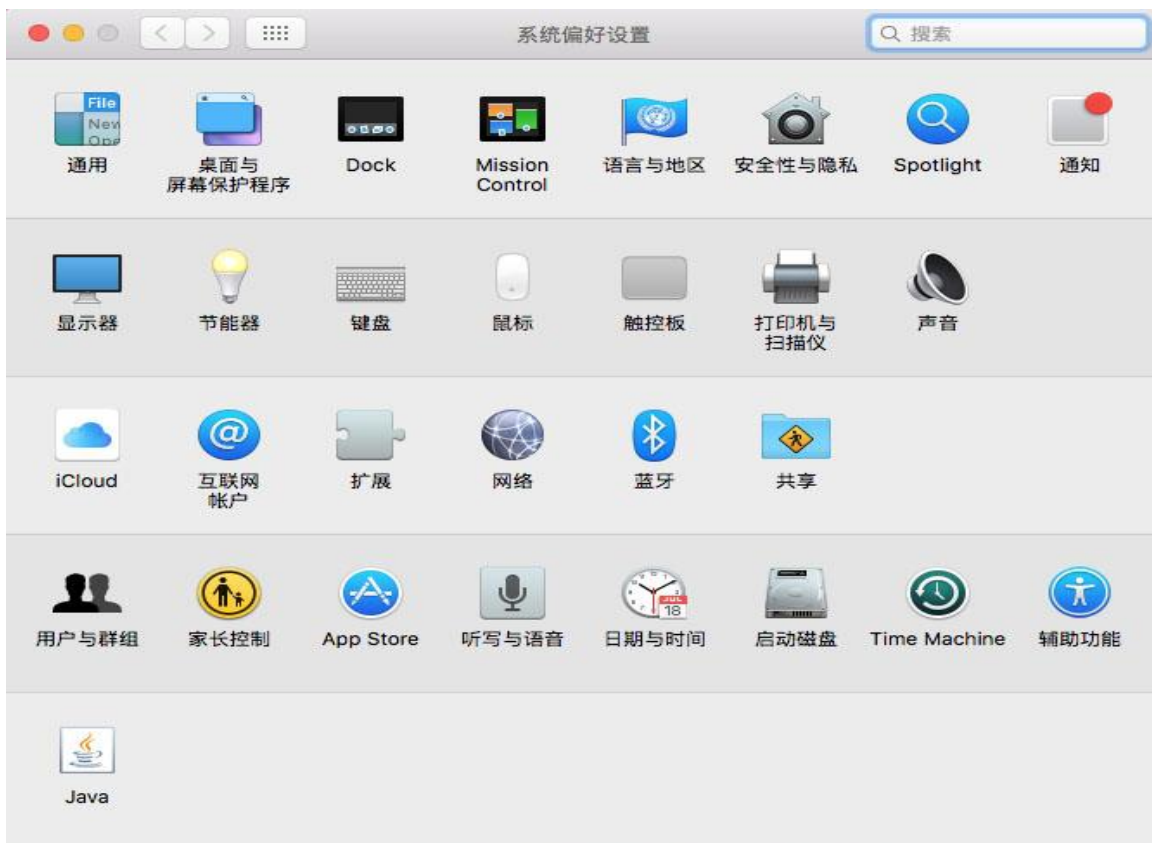 系统偏好设置
搜索
File
New
Ope
通用
桌面与
屏幕保护程序
Dock
Mission
Control
语言与地区
安全性与隐私
Spotlight
通知
显示器
节能器
键盘
鼠标
触控板
打印机与
扫描仪
声音
iCloud
@
互联网
帐户
扩展
网络
蓝牙
共享
用户与群组
家长控制
App Store
听写与语音
JUL
18
日期与时间
启动磁盘
Time Machine
辅助功能
Java